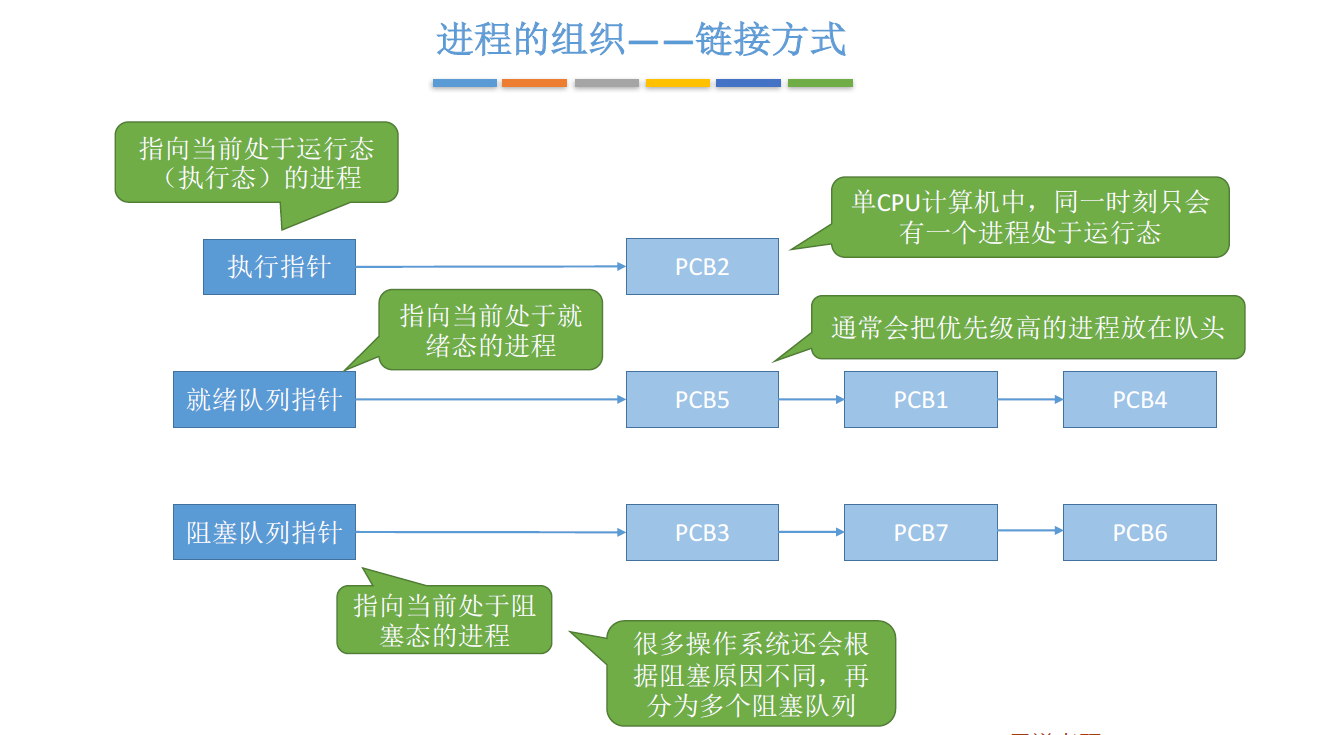 进程的组织——链接方式
指向当前处于运行态
（执行态）的进程
单CPU计算机中，同一时刻只会
有一个进程处于运行态
执行指针
PCB2
指向当前处于就
绪态的进程
通常会把优先级高的进程放在队头
就绪队列指针
PCB5
PCB1
PCB4
阻塞队列指针
PCB3
PCB7
PCB6
指向当前处于阻
塞态的进程
很多操作系统还会根
据阻塞原因不同，再
分为多个阻塞队列